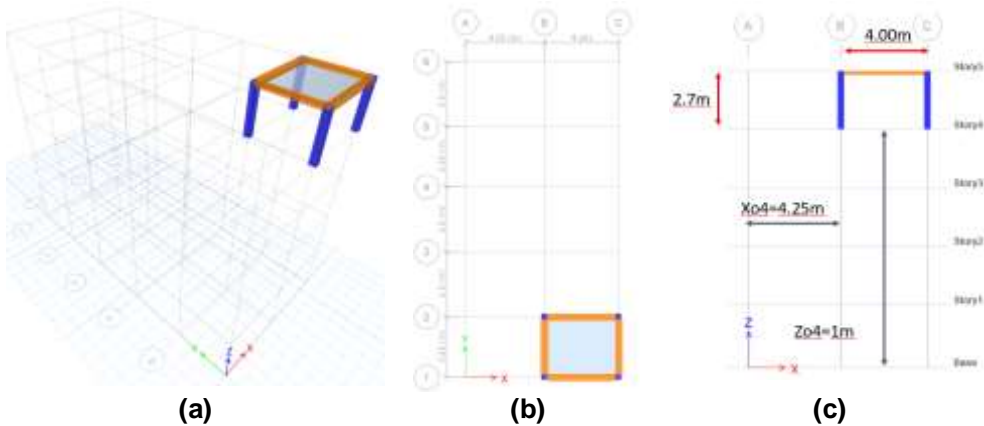 A
B
C
6
5
4
3
2
1
Y
X
Z
X
A
B
C
4.00m
2.7m
Xo4=4.25m
Zo4=1m
Story5
Story4
Story3
Story2
Story1
Base
Z
X
(a)
(b)
(c)